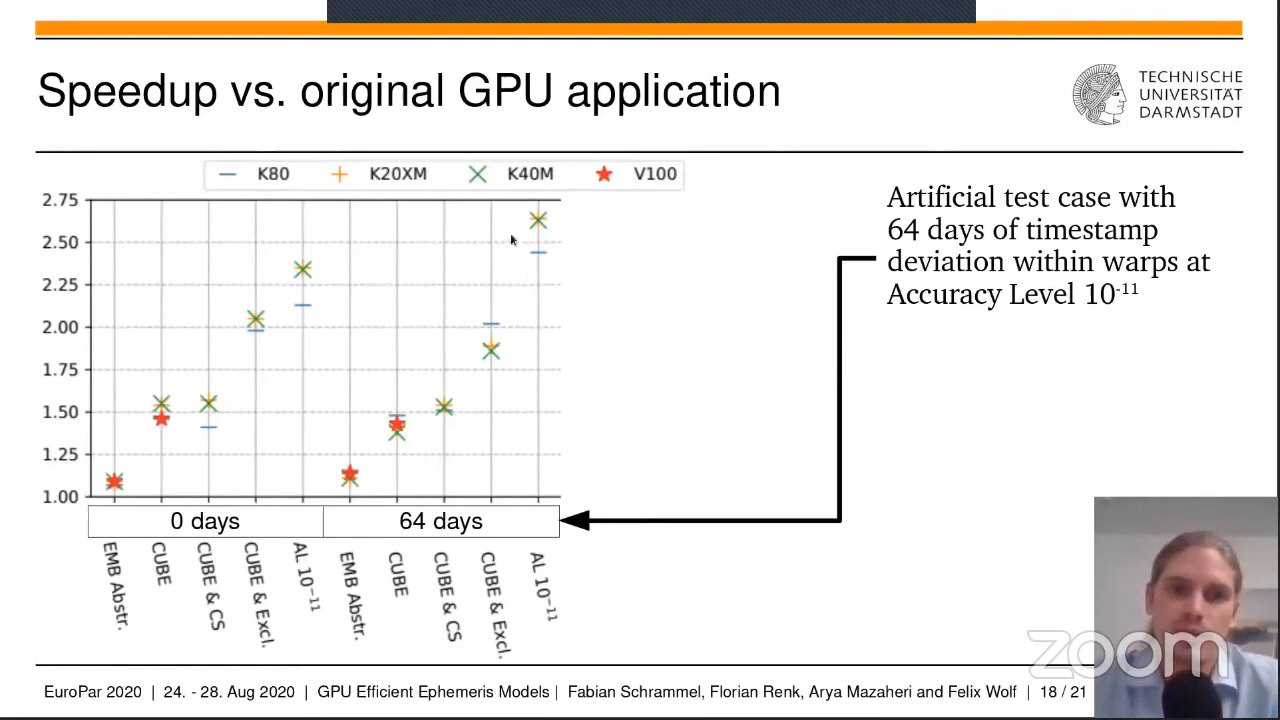 Speedup vs. original GPU application
TECHNISCHE
UNIVERSITÄT
DARMSTADT
K80 K20XM K40M V100
2.75
2.50
2.25
2.00
1.75
1.50
1.25
1.00
0 days 64 days
EMB Abstr. CUBE CUBE & CS CUBE & Excl. AL 10⁻¹¹ EMB Abstr. CUBE CUBE & CS CUBE & Excl. AL 10⁻¹¹
Artificial test case with
64 days of timestamp
deviation within warps at
Accuracy Level 10⁻¹¹
zoom
EuroPar 2020 | 24. - 28. Aug 2020 | GPU Efficient Ephemeris Models | Fabian Schrammel, Florian Renk, Arya Mazaheri and Felix Wolf | 18 / 21